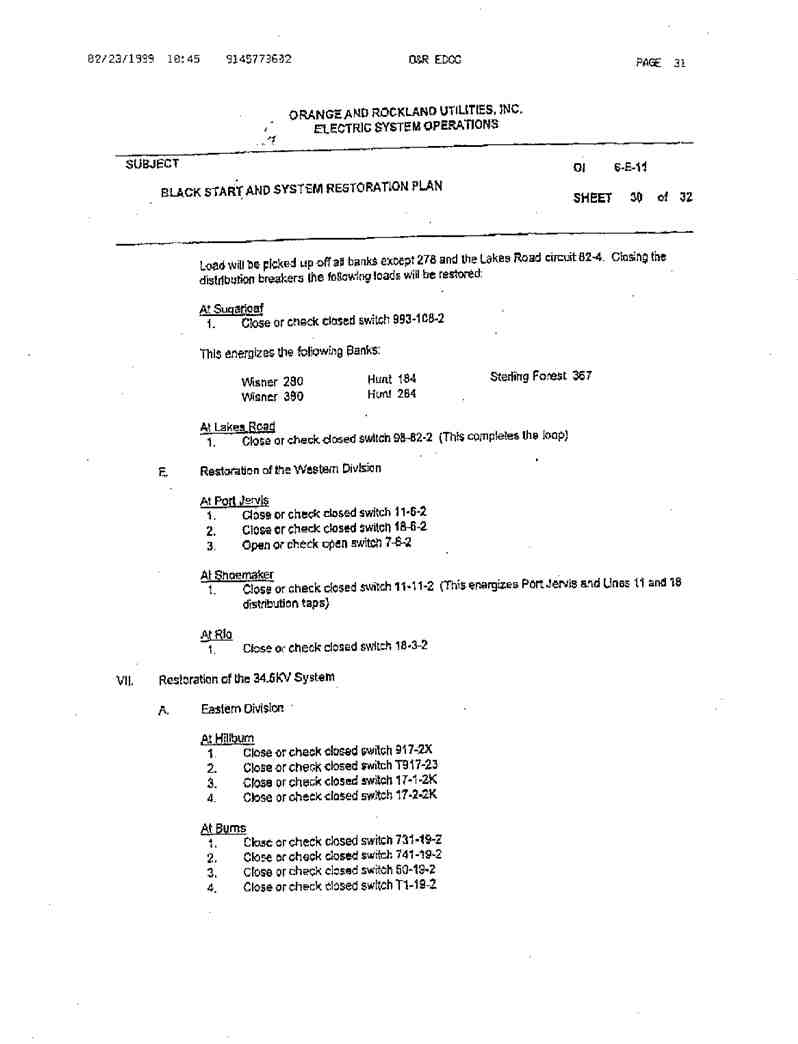 02/23/1999 10:45 9145773602 O&R EDCC PAGE 31
ORANGE AND ROCKLAND UTILITIES, INC.
ELECTRIC SYSTEM OPERATIONS
SUBJECT
OI 6-E-11
BLACK START AND SYSTEM RESTORATION PLAN
SHEET 30 of 32
Load will be picked up off all banks except 278 and the Lakes Road circuit 82-4. Closing the
distribution breakers the following loads will be restored:
At Sugarloaf
1. Close or check closed switch 993-108-2
This energizes the following Banks:
Wisner 280 Hunt 184 Sterling Forest 367
Wisner 380 Hunt 284
At Lakes Road
1. Close or check closed switch 98-82-2 (This completes the loop)
E. Restoration of the Western Division
At Port Jervis
1. Close or check closed switch 11-6-2
2. Close or check closed switch 18-6-2
3. Open or check open switch 7-6-2
At Shoemaker
1. Close or check closed switch 11-11-2 (This energizes Port Jervis and Lines 11 and 18
distribution taps)
At Rio
1. Close or check closed switch 18-3-2
VII. Restoration of the 34.5KV System
A. Eastern Division
At Hillburn
1. Close or check closed switch 917-2X
2. Close or check closed switch T917-23
3. Close or check closed switch 17-1-2K
4. Close or check closed switch 17-2-2K
At Burns
1. Close or check closed switch 731-19-2
2. Close or check closed switch 741-19-2
3. Close or check closed switch 50-19-2
4. Close or check closed switch T1-19-2